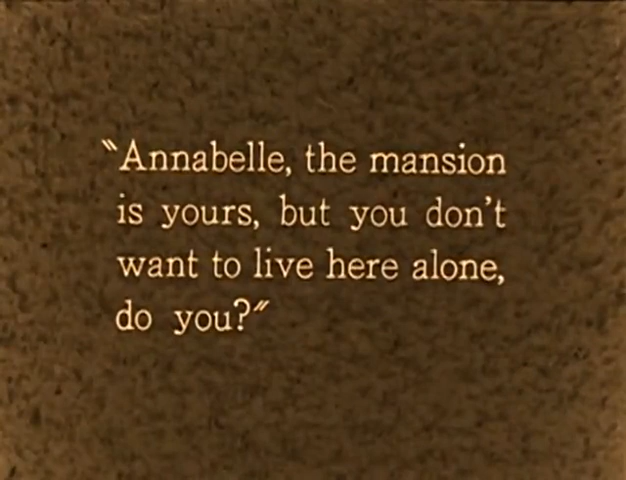 "Annabelle, the mansion
is yours, but you don't
want to live here alone,
do you?"